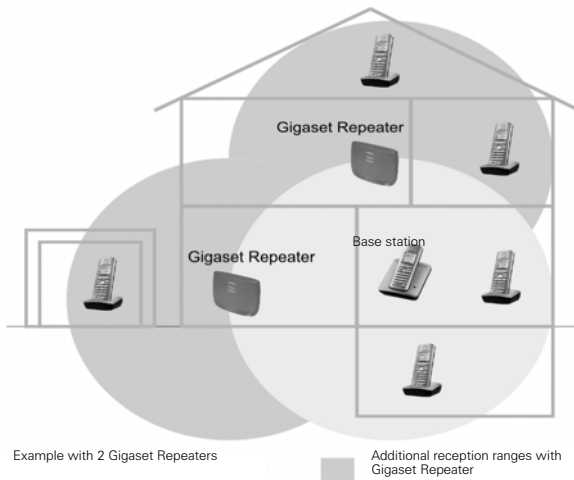 Gigaset Repeater
Base station
Gigaset Repeater
Example with 2 Gigaset Repeaters
Additional reception ranges with
Gigaset Repeater